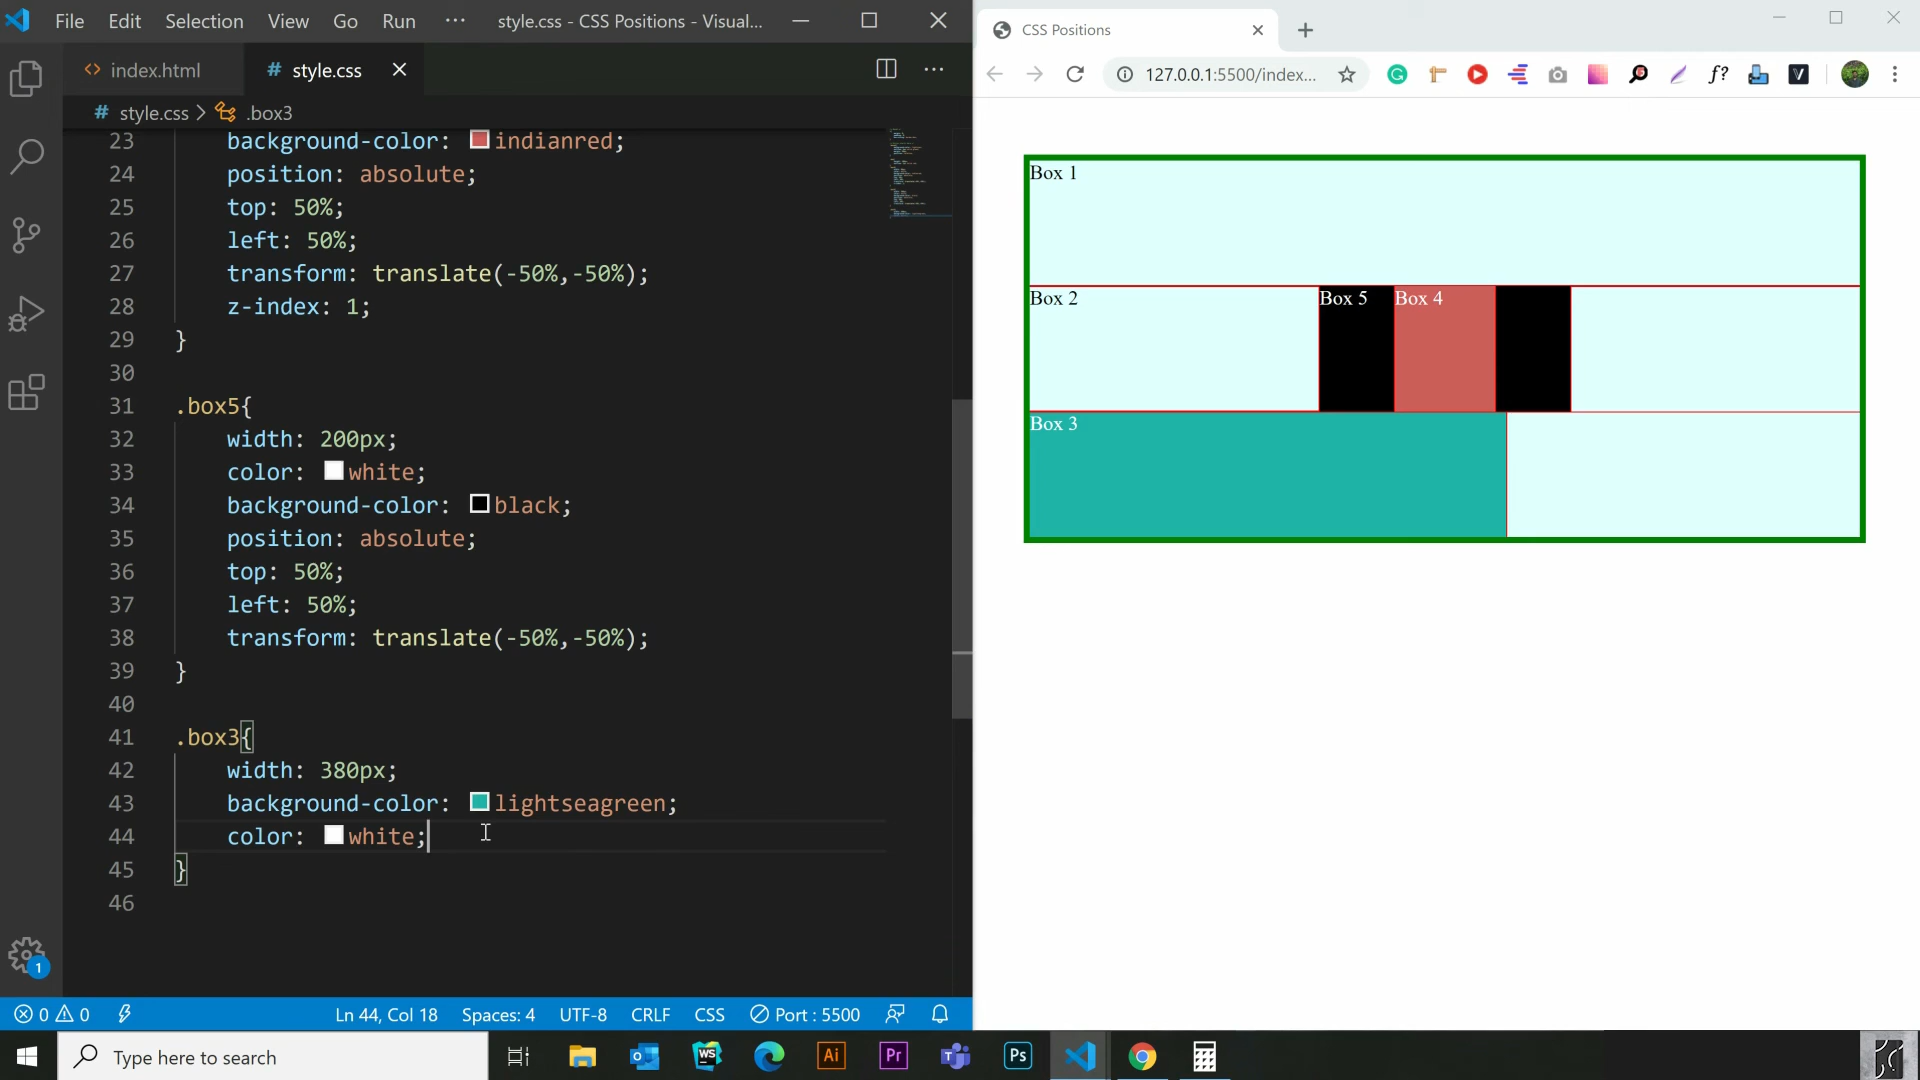 File Edit Selection View Go Run ··· style.css - CSS Positions - Visual...
<> index.html # style.css
# style.css > .box3
23 background-color: indianred;
24 position: absolute;
25 top: 50%;
26 left: 50%;
27 transform: translate(-50%,-50%);
28 z-index: 1;
29 }
30
31 .box5{
32 width: 200px;
33 color: white;
34 background-color: black;
35 position: absolute;
36 top: 50%;
37 left: 50%;
38 transform: translate(-50%,-50%);
39 }
40
41 .box3{
42 width: 380px;
43 background-color: lightseagreen;
44 color: white;
45 }
46
1
0 0 Ln 44, Col 18 Spaces: 4 UTF-8 CRLF CSS Port : 5500
CSS Positions
127.0.0.1:5500/index...
G f? V
Box 1
Box 2 Box 5 Box 4
Box 3
Type here to search
WS Ai Pr Ps